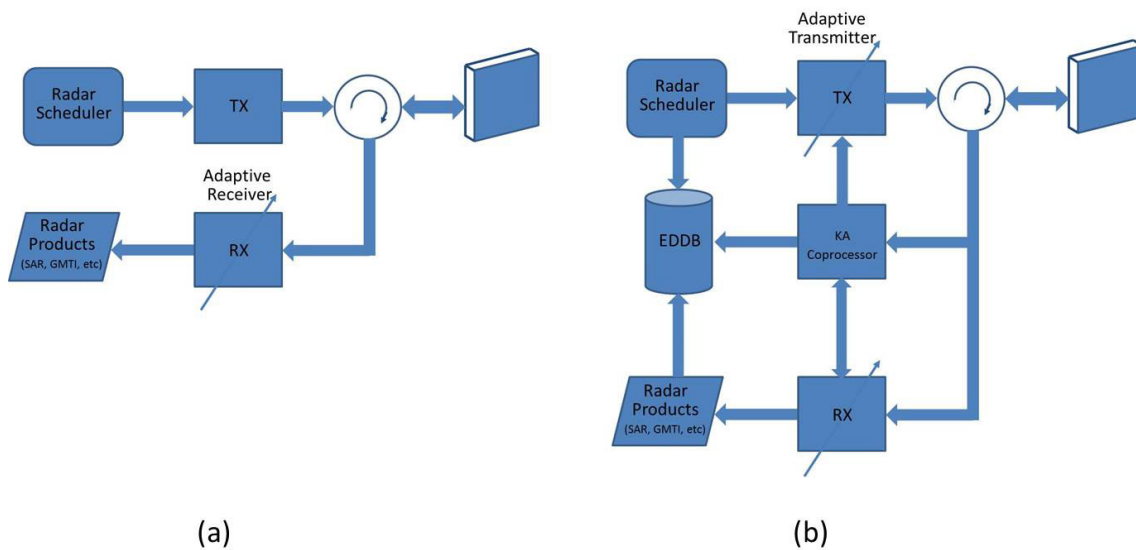 Radar
Scheduler
TX
Adaptive
Receiver
Radar
Products
(SAR, GMTI, etc)
RX
(a)
Adaptive
Transmitter
Radar
Scheduler
TX
EDDB
KA
Coprocessor
Radar
Products
(SAR, GMTI, etc)
RX
(b)